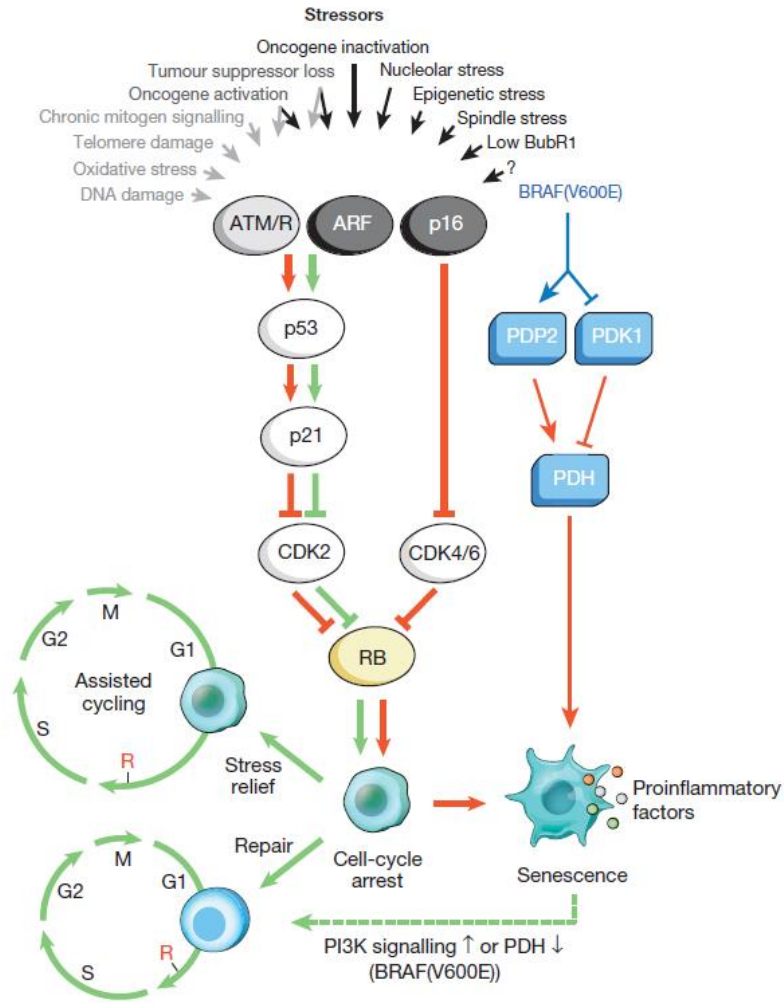 Stressors
Oncogene inactivation
Tumour suppressor loss
Nucleolar stress
Oncogene activation
Epigenetic stress
Chronic mitogen signalling
Spindle stress
Telomere damage
Low BubR1
Oxidative stress
?
DNA damage
BRAF(V600E)
ATM/R
ARF
p16
p53
PDP2
PDK1
p21
PDH
CDK2
CDK4/6
RB
M
G2
G1
Assisted
cycling
S
R
Stress
relief
Proinflammatory
factors
Repair
Cell-cycle
arrest
Senescence
M
G2
G1
R
S
PI3K signalling ↑ or PDH ↓
(BRAF(V600E))